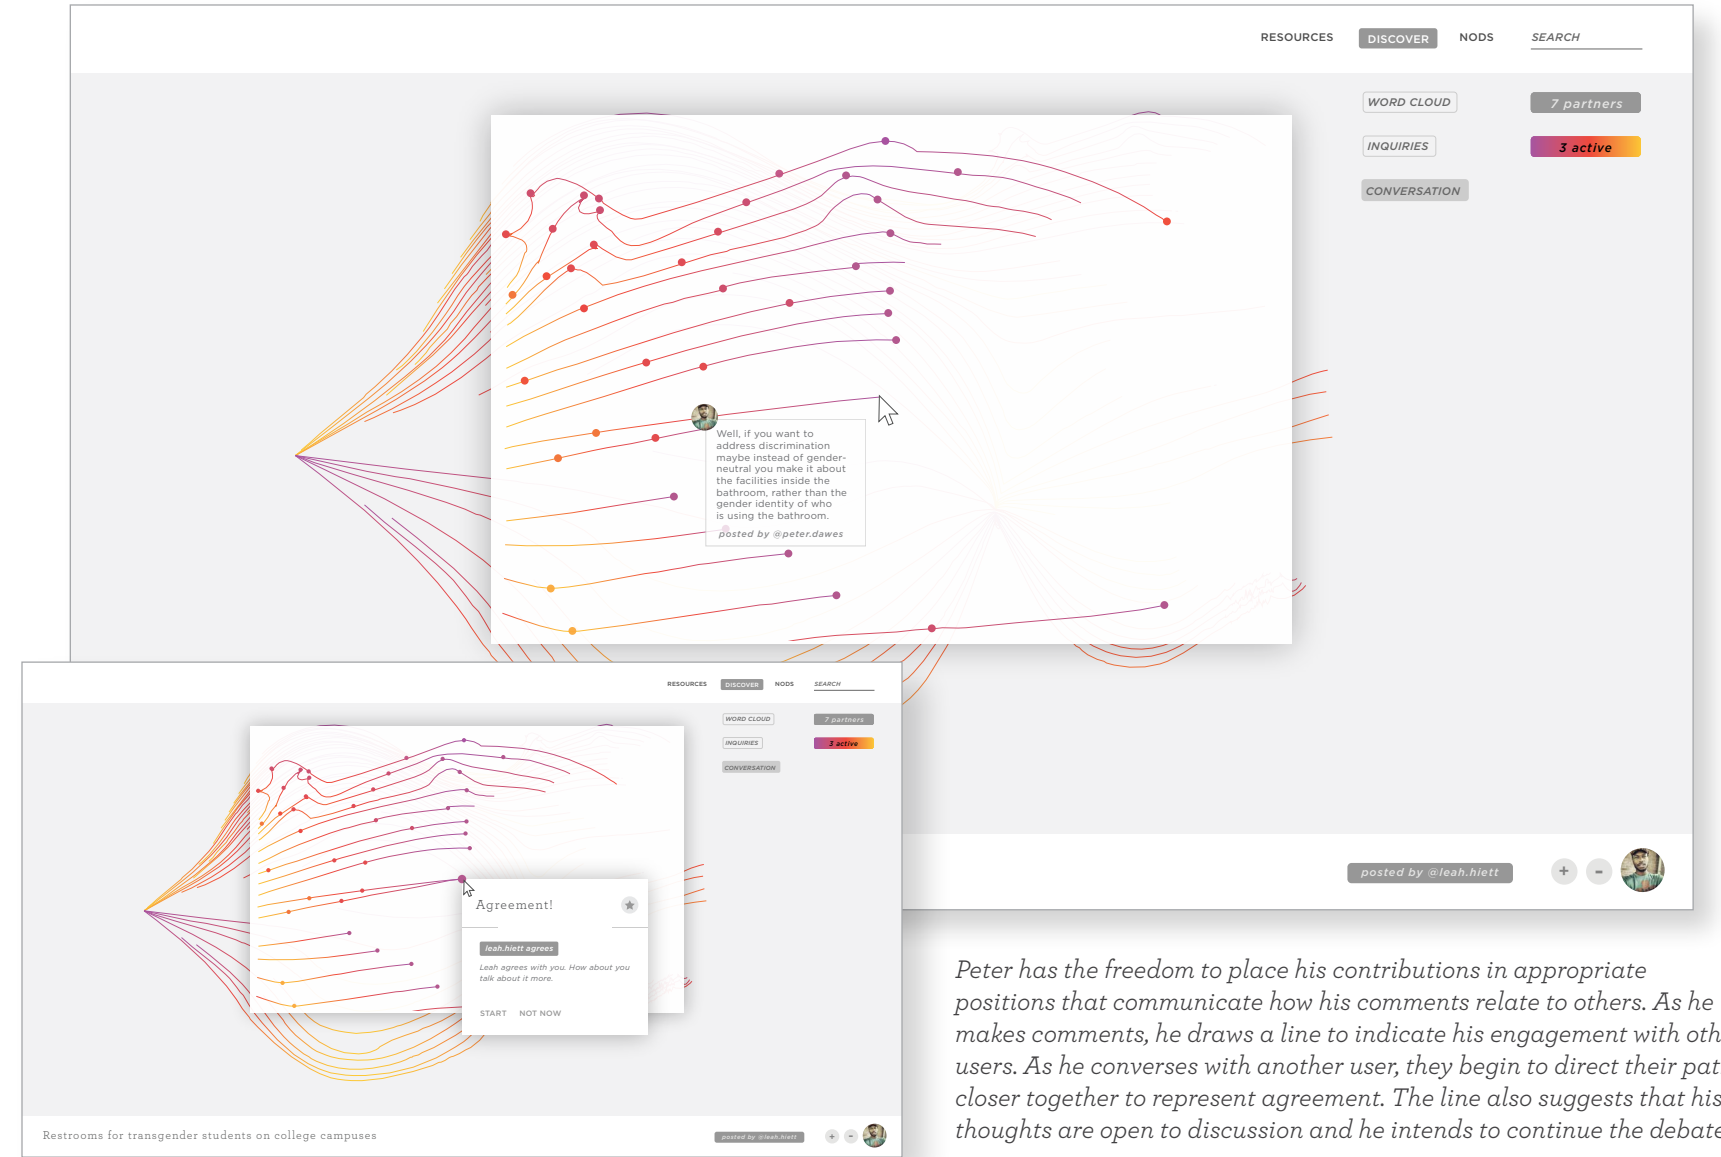 RESOURCES DISCOVER NODS SEARCH
WORD CLOUD 7 partners
INQUIRIES 3 active
CONVERSATION
Well, if you want to
address discrimination
maybe instead of gender-
neutral you make it about
the facilities inside the
bathroom, rather than the
gender identity of who
is using the bathroom.
posted by @peter.dawes
posted by @leah.hiett + -
RESOURCES DISCOVER NODS SEARCH
WORD CLOUD 7 partners
INQUIRIES 3 active
CONVERSATION
Agreement!
leah.hiett agrees
Leah agrees with you. How about you
talk about it more.
START NOT NOW
Restrooms for transgender students on college campuses
posted by @leah.hiett + -
Peter has the freedom to place his contributions in appropriate
positions that communicate how his comments relate to others. As he
makes comments, he draws a line to indicate his engagement with oth
users. As he converses with another user, they begin to direct their pat
closer together to represent agreement. The line also suggests that his
thoughts are open to discussion and he intends to continue the debate